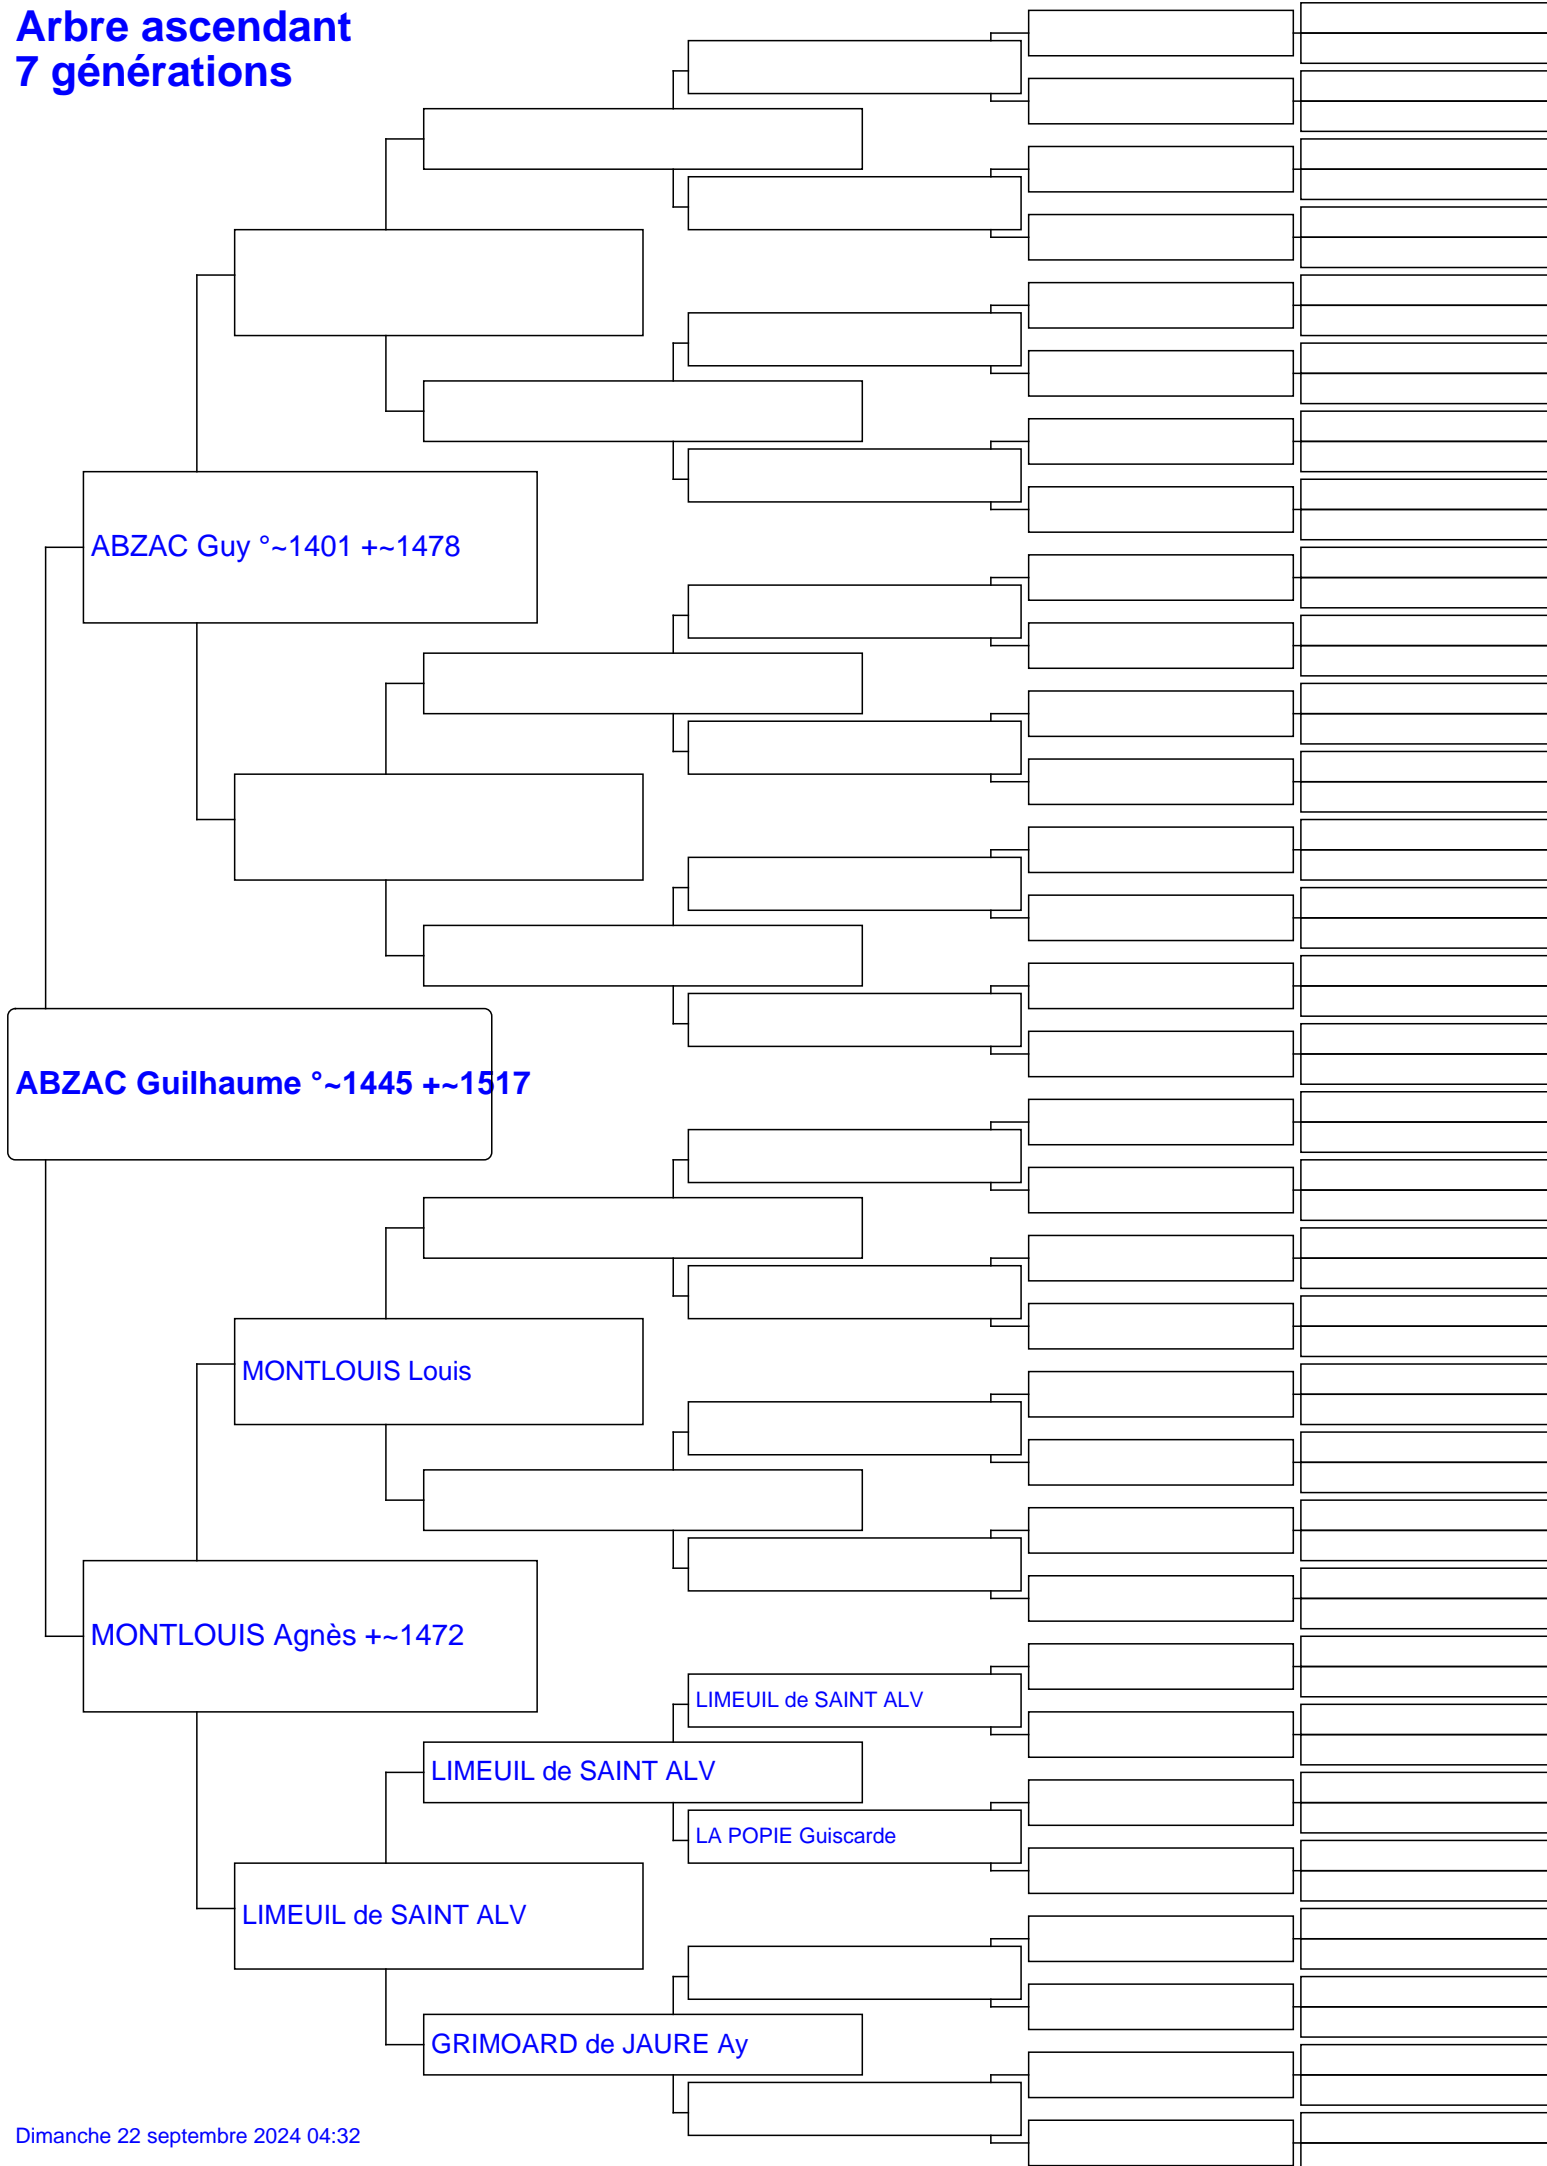 Arbre ascendant
7 générations
ABZAC Guy °~1401 +~1478
ABZAC Guilhaume °~1445 +~1517
MONTLOUIS Louis
MONTLOUIS Agnès +~1472
LIMEUIL de SAINT ALV
LIMEUIL de SAINT ALV
LA POPIE Guiscarde
LIMEUIL de SAINT ALV
GRIMOARD de JAURE Ay
Dimanche 22 septembre 2024 04:32